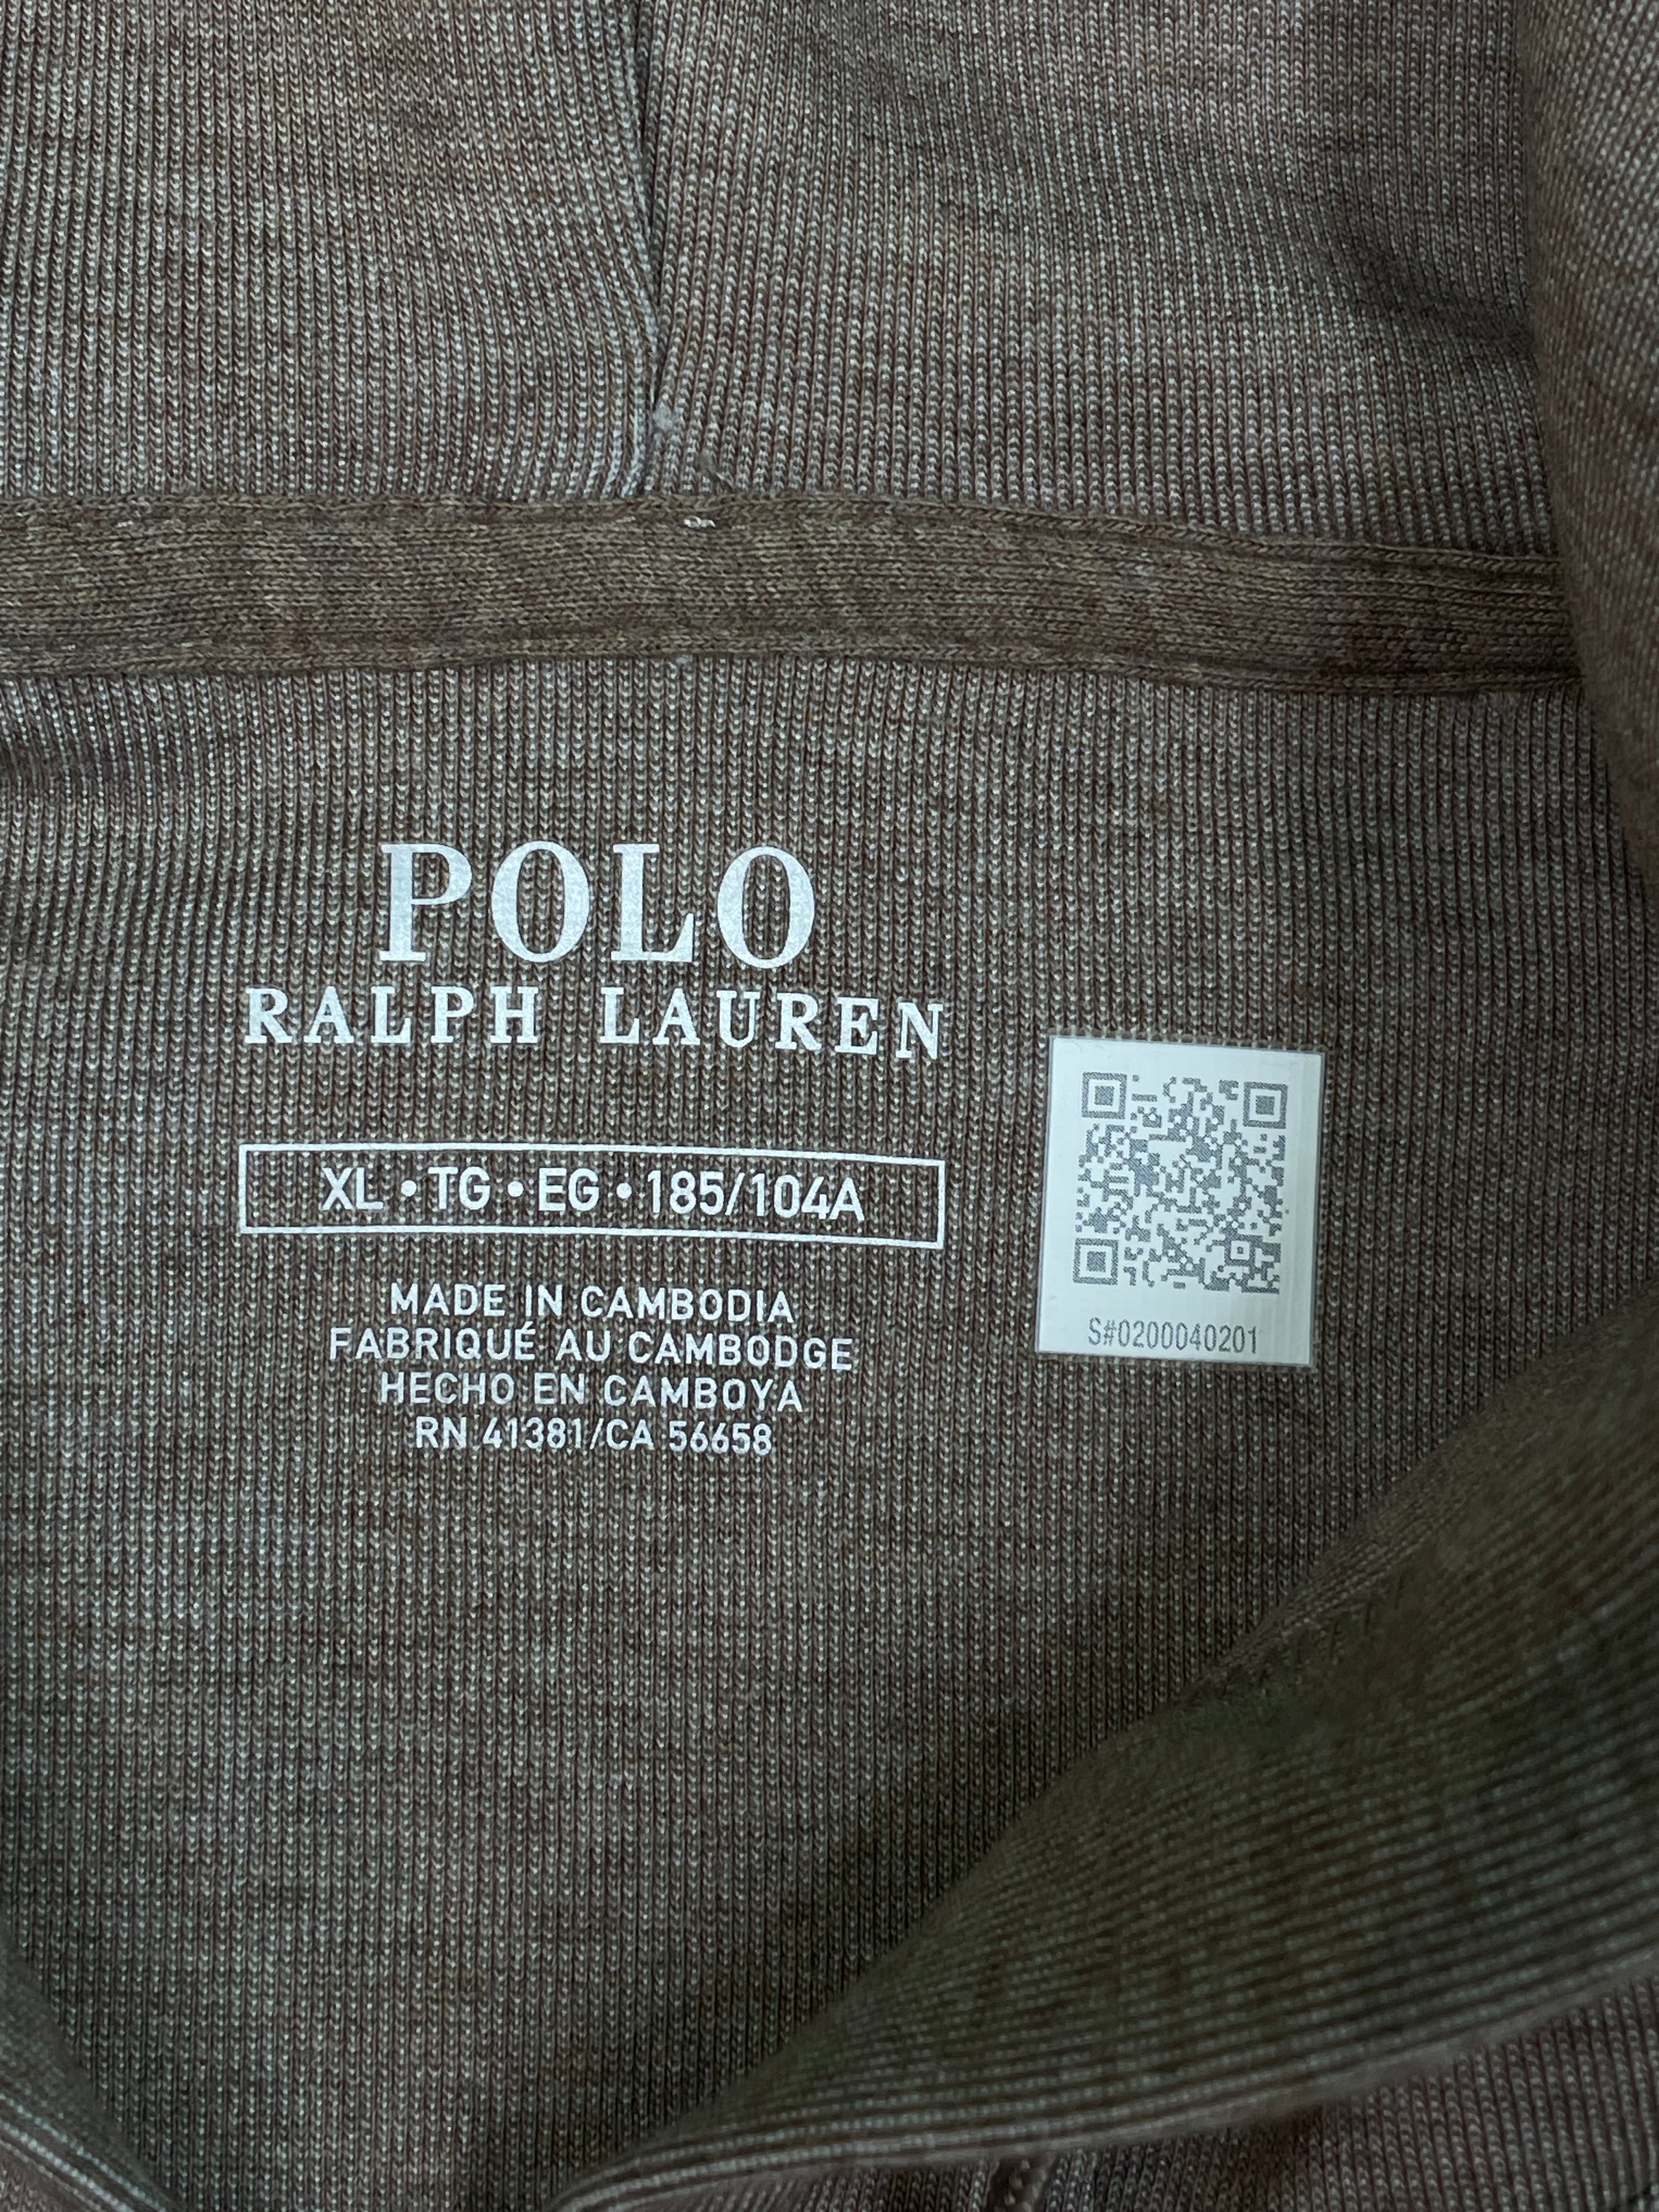 POLO
RALPH LAUREN
XL • TG • EG • 185/104A
MADE IN CAMBODIA
FABRIQUÉ AU CAMBODGE
HECHO EN CAMBOYA
RN 41381/CA 56658
S#0200040201